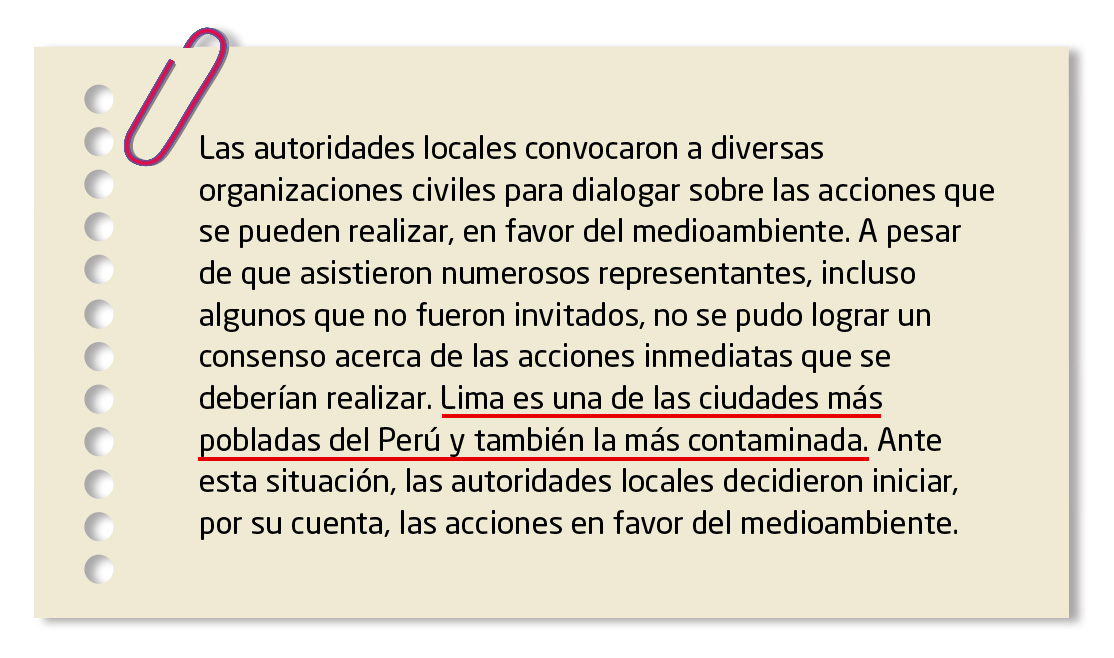 Las autoridades locales convocaron a diversas
organizaciones civiles para dialogar sobre las acciones que
se pueden realizar, en favor del medioambiente. A pesar
de que asistieron numerosos representantes, incluso
algunos que no fueron invitados, no se pudo lograr un
consenso acerca de las acciones inmediatas que se
deberían realizar. Lima es una de las ciudades más
pobladas del Perú y también la más contaminada. Ante
esta situación, las autoridades locales decidieron iniciar,
por su cuenta, las acciones en favor del medioambiente.